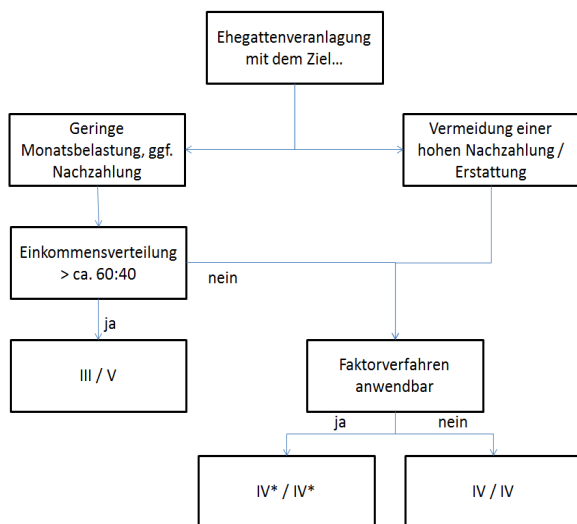 Ehegattenveranlagung
mit dem Ziel...
Geringe
Monatsbelastung, ggf.
Nachzahlung
Vermeidung einer
hohen Nachzahlung /
Erstattung
Einkommensverteilung
> ca. 60:40
nein
ja
III / V
Faktorverfahren
anwendbar
ja
nein
IV* / IV*
IV / IV